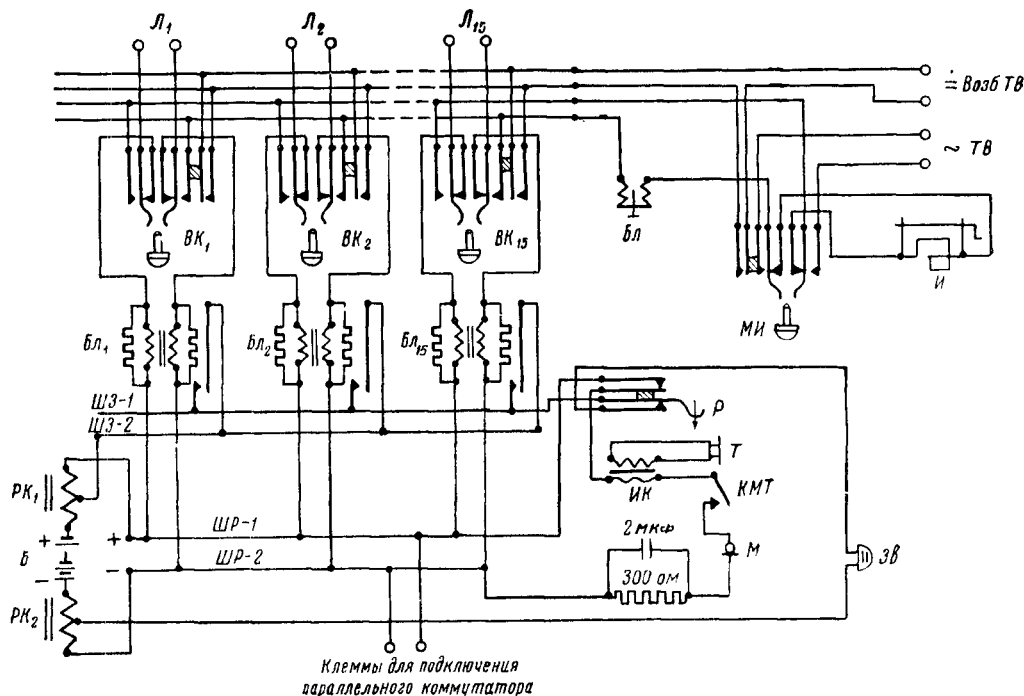 Л₁ Л₂ Л₁₅
≐ Возб ТВ
~ ТВ
ВК₁ ВК₂ ВК₁₅
Бл
И
МИ
Бл₁ Бл₂ Бл₁₅
ШЗ-1
ШЗ-2
Р
Т
РК₁
ИК КМТ
ШР-1
+ +
2 мкф
Б
ШР-2
М
ЗВ
- -
300 ом
РК₂
Клеммы для подключения
параллельного коммутатора